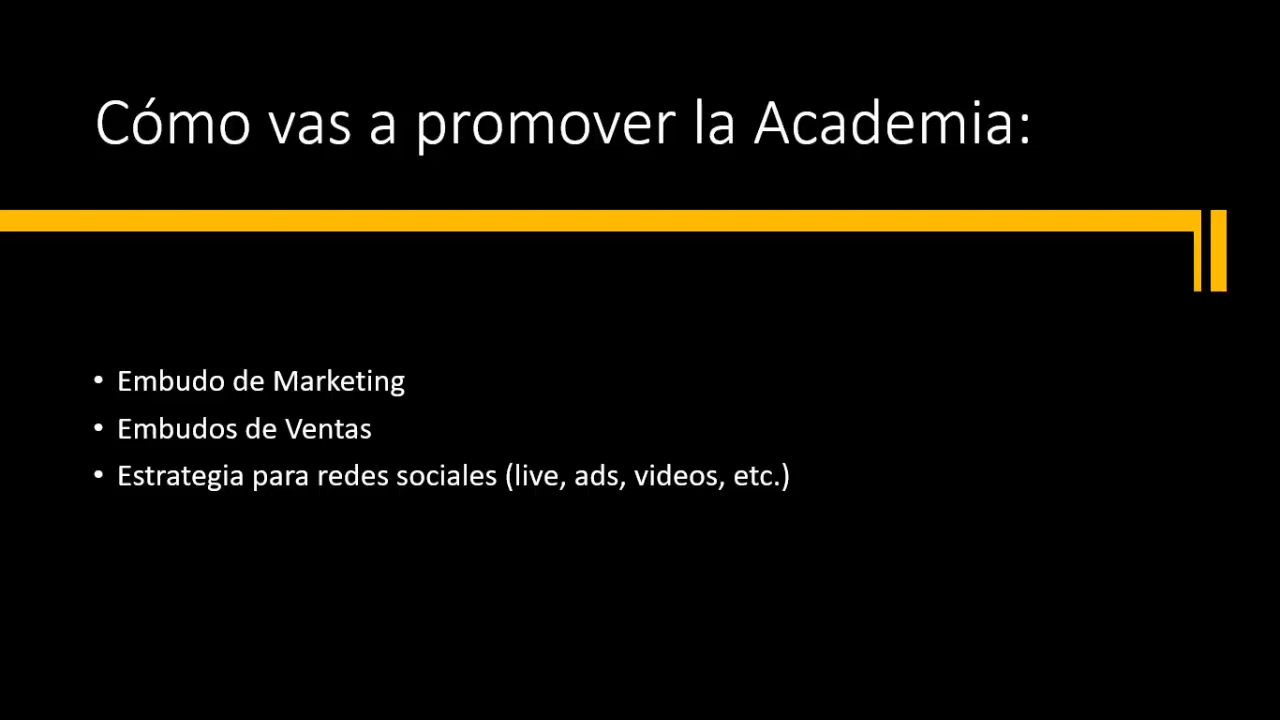 Cómo vas a promover la Academia:
• Embudo de Marketing
• Embudos de Ventas
• Estrategia para redes sociales (live, ads, videos, etc.)